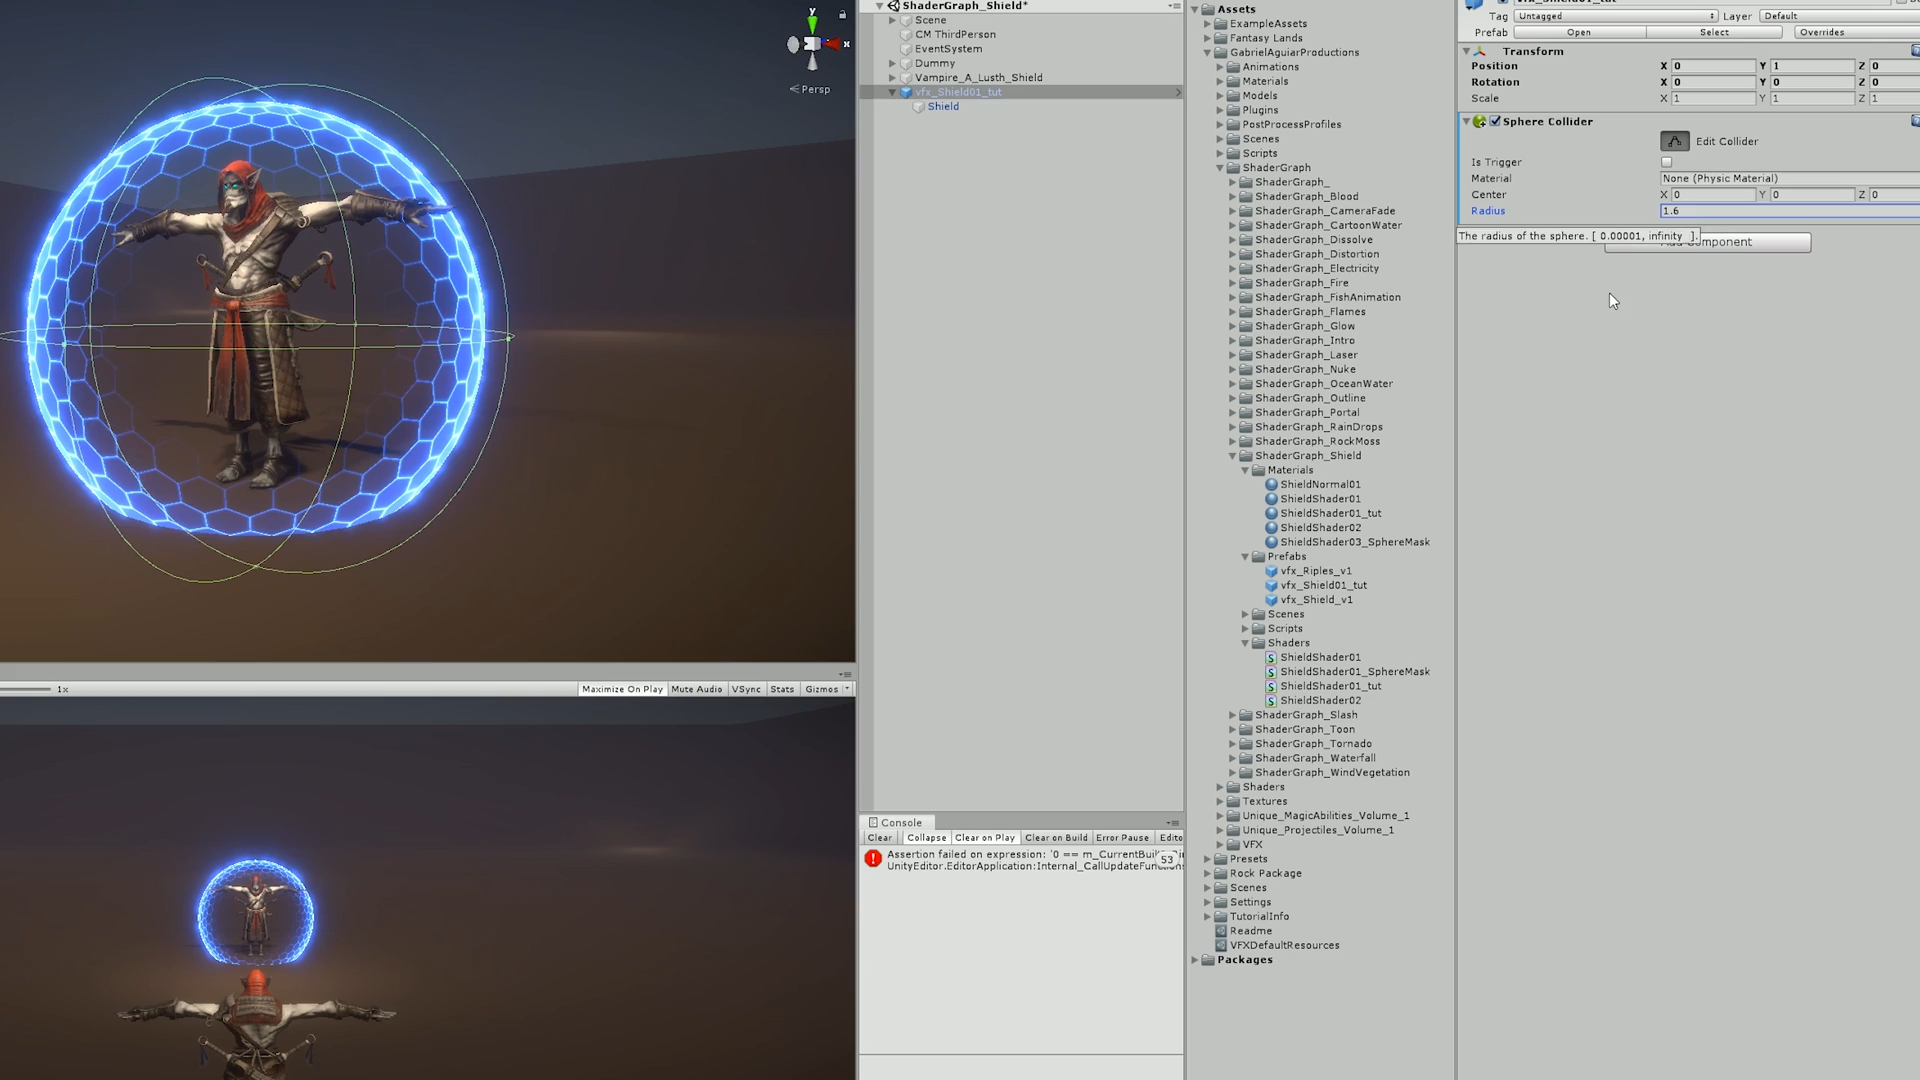 y
x
Persp
1x
Maximize On Play Mute Audio VSync Stats Gizmos
ShaderGraph_Shield*
Scene
CM ThirdPerson
EventSystem
Dummy
Vampire_A_Lusth_Shield
vfx_Shield01_tut
Shield
Console
Clear Collapse Clear on Play Clear on Build Error Pause Edito
Assertion failed on expression: '0 == m_CurrentBuil
UnityEditor.EditorApplication:Internal_CallUpdateFunctions
53
Assets
ExampleAssets
Fantasy Lands
GabrielAguiarProductions
Animations
Materials
Models
Plugins
PostProcessProfiles
Scenes
Scripts
ShaderGraph
ShaderGraph_
ShaderGraph_Blood
ShaderGraph_CameraFade
ShaderGraph_CartoonWater
ShaderGraph_Dissolve
ShaderGraph_Distortion
ShaderGraph_Electricity
ShaderGraph_Fire
ShaderGraph_FishAnimation
ShaderGraph_Flames
ShaderGraph_Glow
ShaderGraph_Intro
ShaderGraph_Laser
ShaderGraph_Nuke
ShaderGraph_OceanWater
ShaderGraph_Outline
ShaderGraph_Portal
ShaderGraph_RainDrops
ShaderGraph_RockMoss
ShaderGraph_Shield
Materials
ShieldNormal01
ShieldShader01
ShieldShader01_tut
ShieldShader02
ShieldShader03_SphereMask
Prefabs
vfx_Riples_v1
vfx_Shield01_tut
vfx_Shield_v1
Scenes
Scripts
Shaders
ShieldShader01
ShieldShader01_SphereMask
ShieldShader01_tut
ShieldShader02
ShaderGraph_Slash
ShaderGraph_Toon
ShaderGraph_Tornado
ShaderGraph_Waterfall
ShaderGraph_WindVegetation
Shaders
Textures
Unique_MagicAbilities_Volume_1
Unique_Projectiles_Volume_1
VFX
Presets
Rock Package
Scenes
Settings
TutorialInfo
Readme
VFXDefaultResources
Packages
vfx_Shield01_tut
Tag Untagged Layer Default
Prefab Open Select Overrides
Transform
Position X 0 Y 1 Z 0
Rotation X 0 Y 0 Z 0
Scale X 1 Y 1 Z 1
Sphere Collider
Edit Collider
Is Trigger
Material None (Physic Material)
Center X 0 Y 0 Z 0
Radius 1.6
The radius of the sphere. [ 0.00001, infinity ].
Component